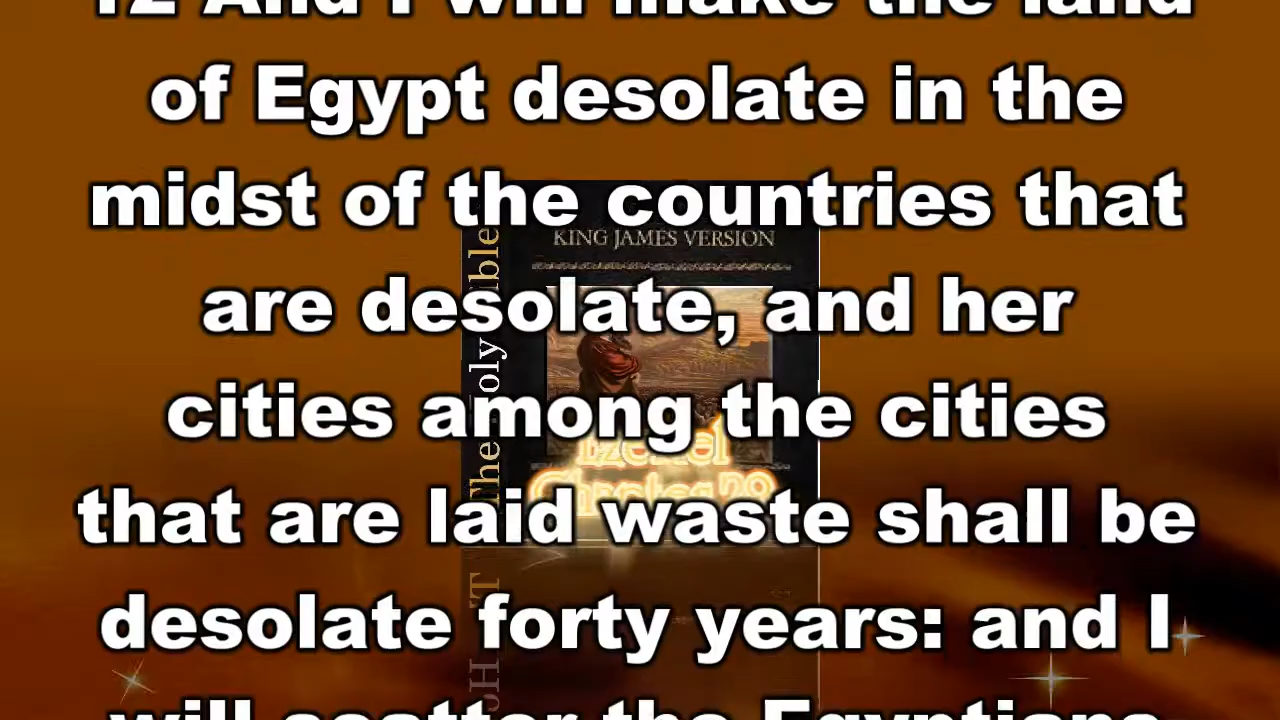 12 And I will make the land
of Egypt desolate in the
midst of the countries that
KING JAMES VERSION
are desolate, and her
cities among the cities
Ezekiel
Chapter 29
that are laid waste shall be
desolate forty years: and I
will scatter the Egyptians
The Holy Bible